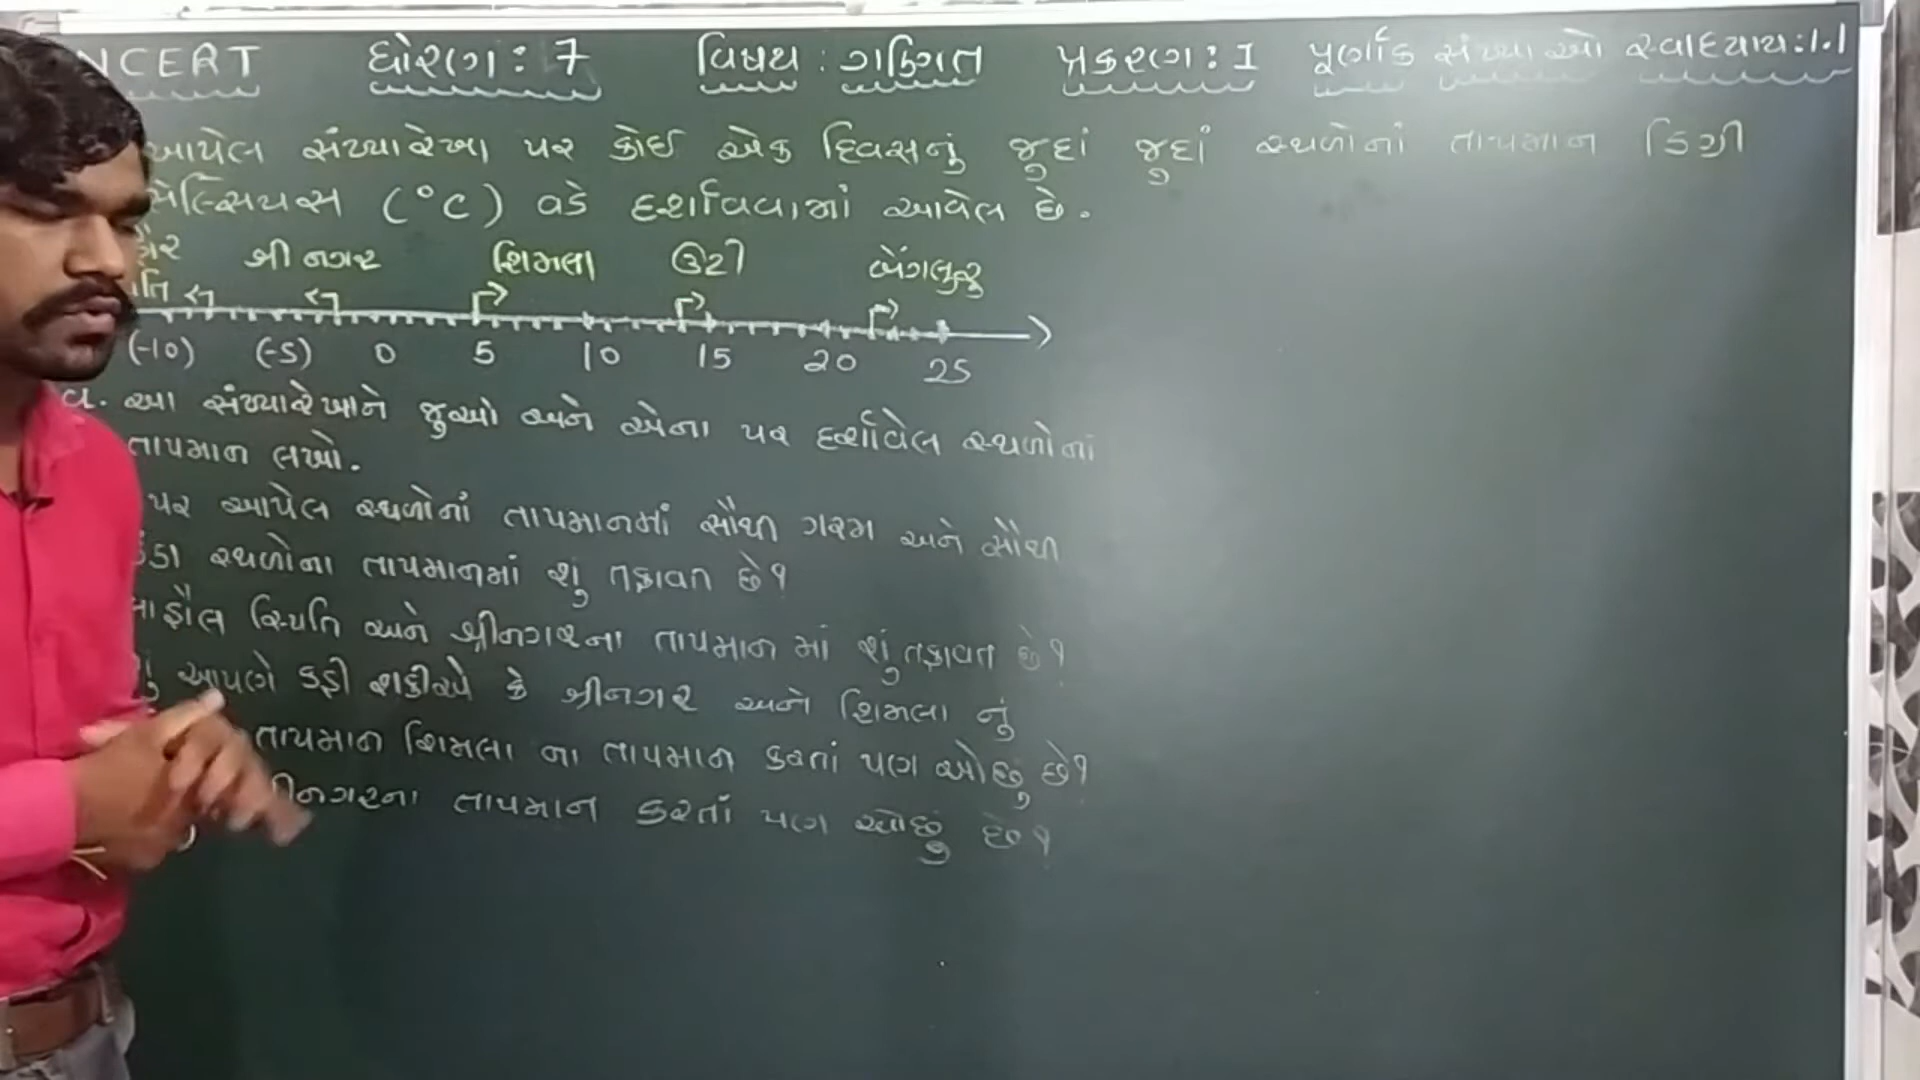 NCERT ધોરણ : 7 વિષય : ગણિત પ્રકરણ : 1 પૂર્ણાંક સંખ્યાઓ સ્વાધ્યાય : 1.1
આપેલ સંખ્યારેખા પર કોઈ એક દિવસનું જુદાં જુદાં સ્થળોનાં તાપમાન ડિગ્રી
સેલ્સિયસ (°C) વડે દર્શાવવામાં આવેલ છે.
શ્રીનગર શિમલા ઉટી બેંગલુરુ
(-10) (-5) 0 5 10 15 20 25
આ સંખ્યારેખાને જુઓ અને એના પર દર્શાવેલ સ્થળોનાં
તાપમાન લખો.
પર આપેલ સ્થળોનાં તાપમાનમાં સૌથી ગરમ અને સૌથી
સ્થળોના તાપમાનમાં શું તફાવત છે?
સ્પિતિ અને શ્રીનગરના તાપમાન માં શું તફાવત છે?
આપણે કહી શકીએ કે શ્રીનગર અને શિમલા નું
તાપમાન શિમલા ના તાપમાન કરતાં પણ ઓછું છે?
તાપમાન કરતાં પણ ઓછું છે?